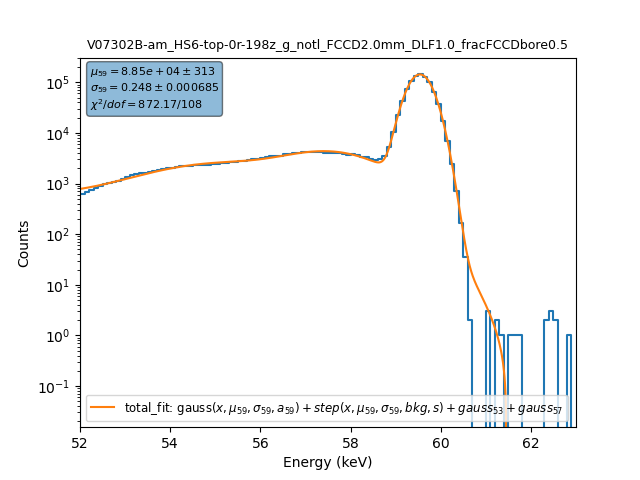 V07302B-am_HS6-top-0r-198z_g_notl_FCCD2.0mm_DLF1.0_fracFCCDbore0.5
μ₅₉ = 8.85e + 04 ± 313
σ₅₉ = 0.248 ± 0.000685
χ²/dof = 872.17/108
10⁵
10⁴
10³
10²
10¹
10⁰
10⁻¹
Counts
total_fit: gauss(x, μ₅₉, σ₅₉, a₅₉) + step(x, μ₅₉, σ₅₉, bkg, s) + gauss₅₃ + gauss₅₇
52 54 56 58 60 62
Energy (keV)